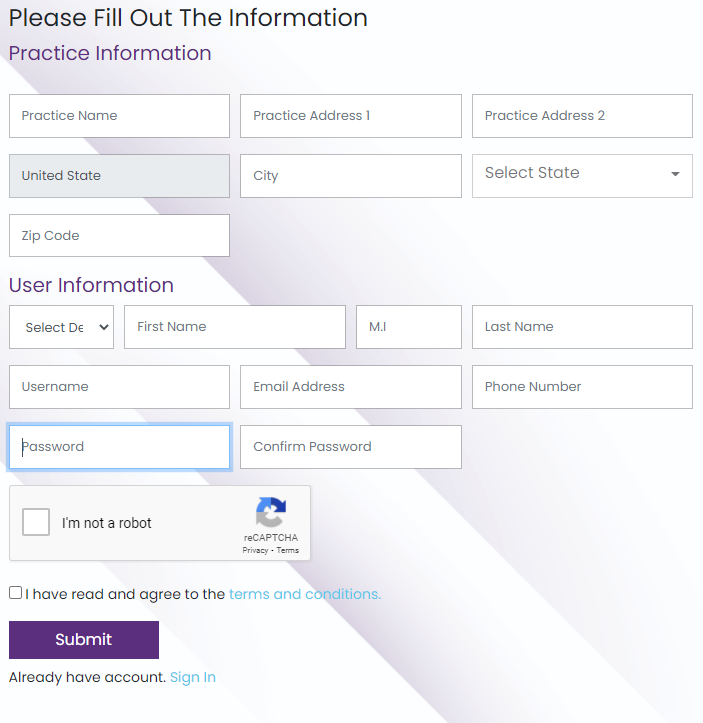 Please Fill Out The Information
Practice Information
Practice Name
Practice Address 1
Practice Address 2
United State
City
Select State
Zip Code
User Information
Select De
First Name
M.I
Last Name
Username
Email Address
Phone Number
Password
Confirm Password
I'm not a robot
reCAPTCHA
Privacy - Terms
I have read and agree to the terms and conditions.
Submit
Already have account. Sign In